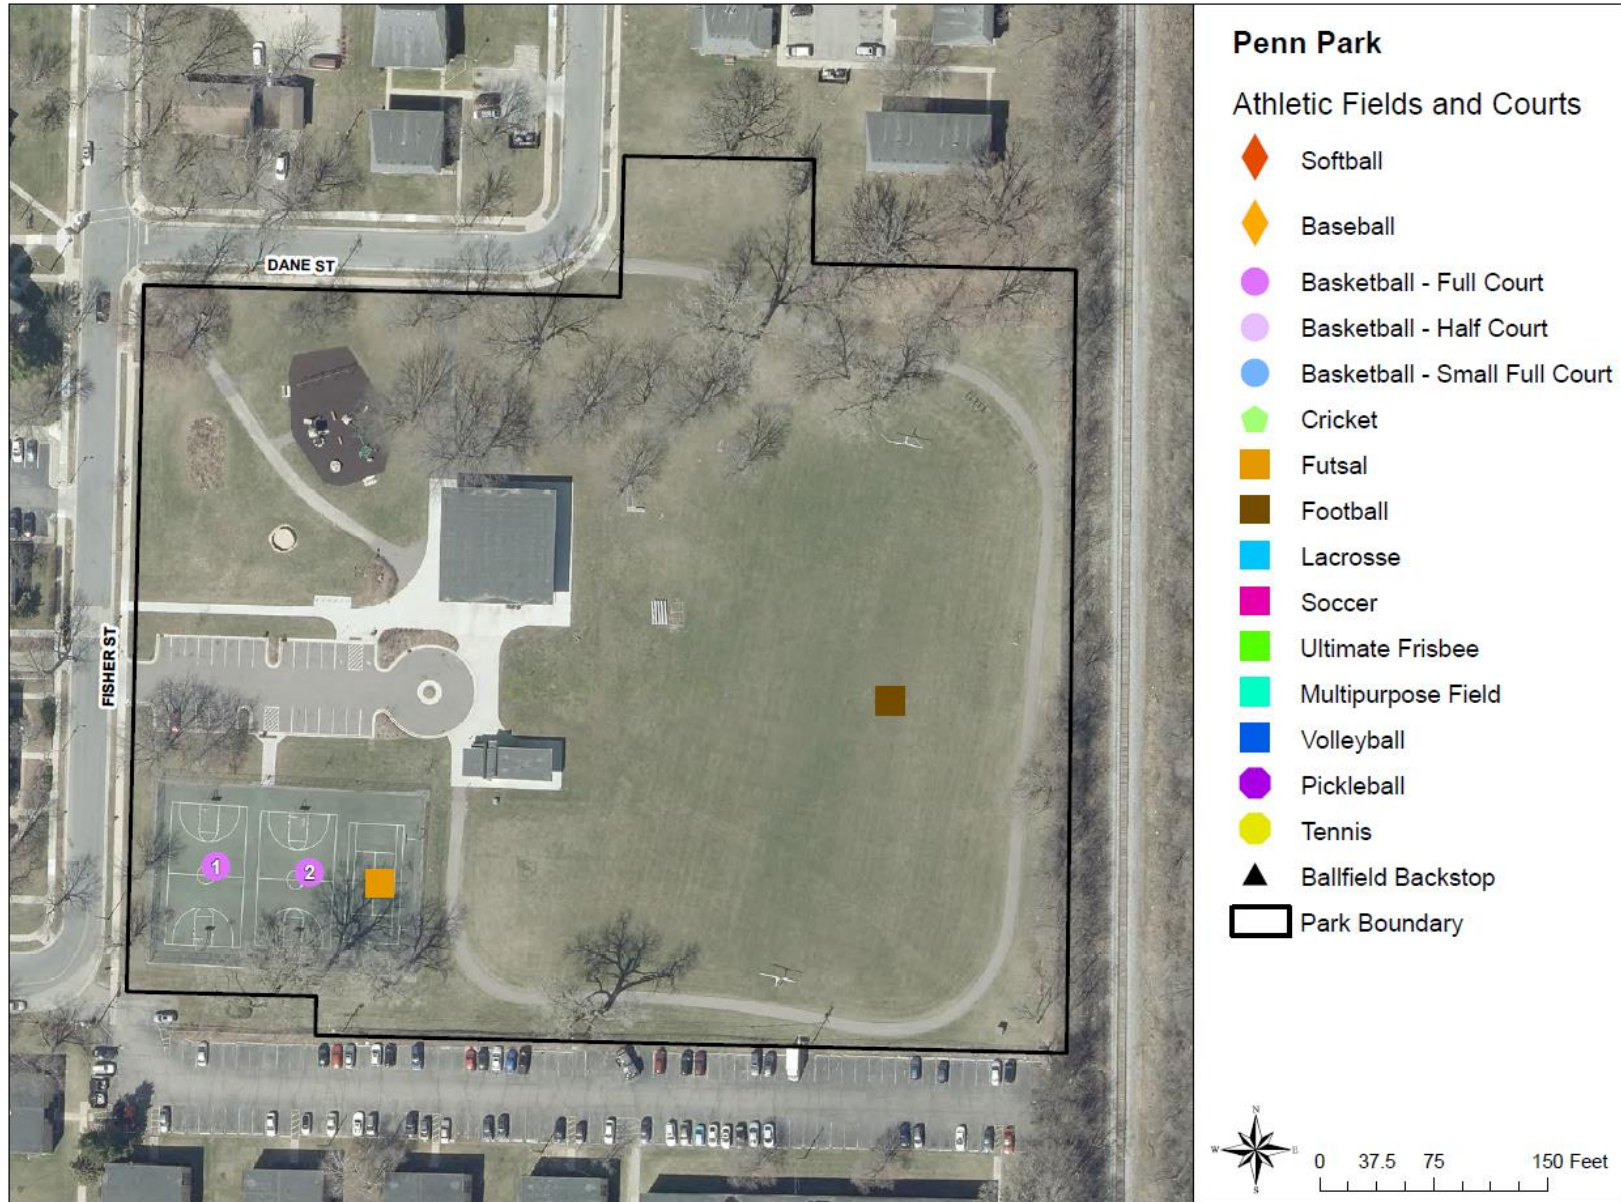 Penn Park
Athletic Fields and Courts
Softball
Baseball
Basketball - Full Court
Basketball - Half Court
Basketball - Small Full Court
Cricket
Futsal
Football
Lacrosse
Soccer
Ultimate Frisbee
Multipurpose Field
Volleyball
Pickleball
Tennis
Ballfield Backstop
Park Boundary
DANE ST
FISHER ST
1
2
N
W
E
S
0 37.5 75 150 Feet